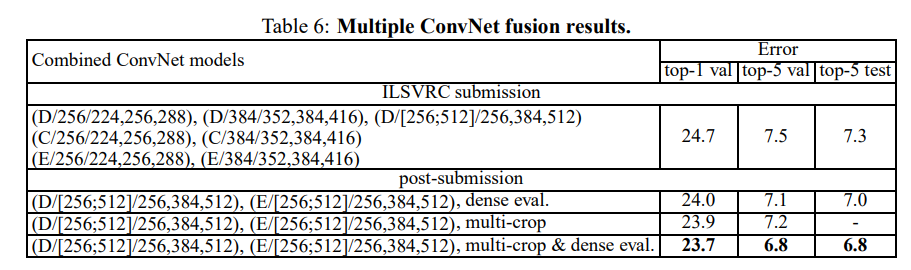 Table 6: Multiple ConvNet fusion results.
Combined ConvNet models Error
top-1 val top-5 val top-5 test
ILSVRC submission
(D/256/224,256,288), (D/384/352,384,416), (D/[256;512]/256,384,512)
(C/256/224,256,288), (C/384/352,384,416) 24.7 7.5 7.3
(E/256/224,256,288), (E/384/352,384,416)
post-submission
(D/[256;512]/256,384,512), (E/[256;512]/256,384,512), dense eval. 24.0 7.1 7.0
(D/[256;512]/256,384,512), (E/[256;512]/256,384,512), multi-crop 23.9 7.2 -
(D/[256;512]/256,384,512), (E/[256;512]/256,384,512), multi-crop & dense eval. 23.7 6.8 6.8